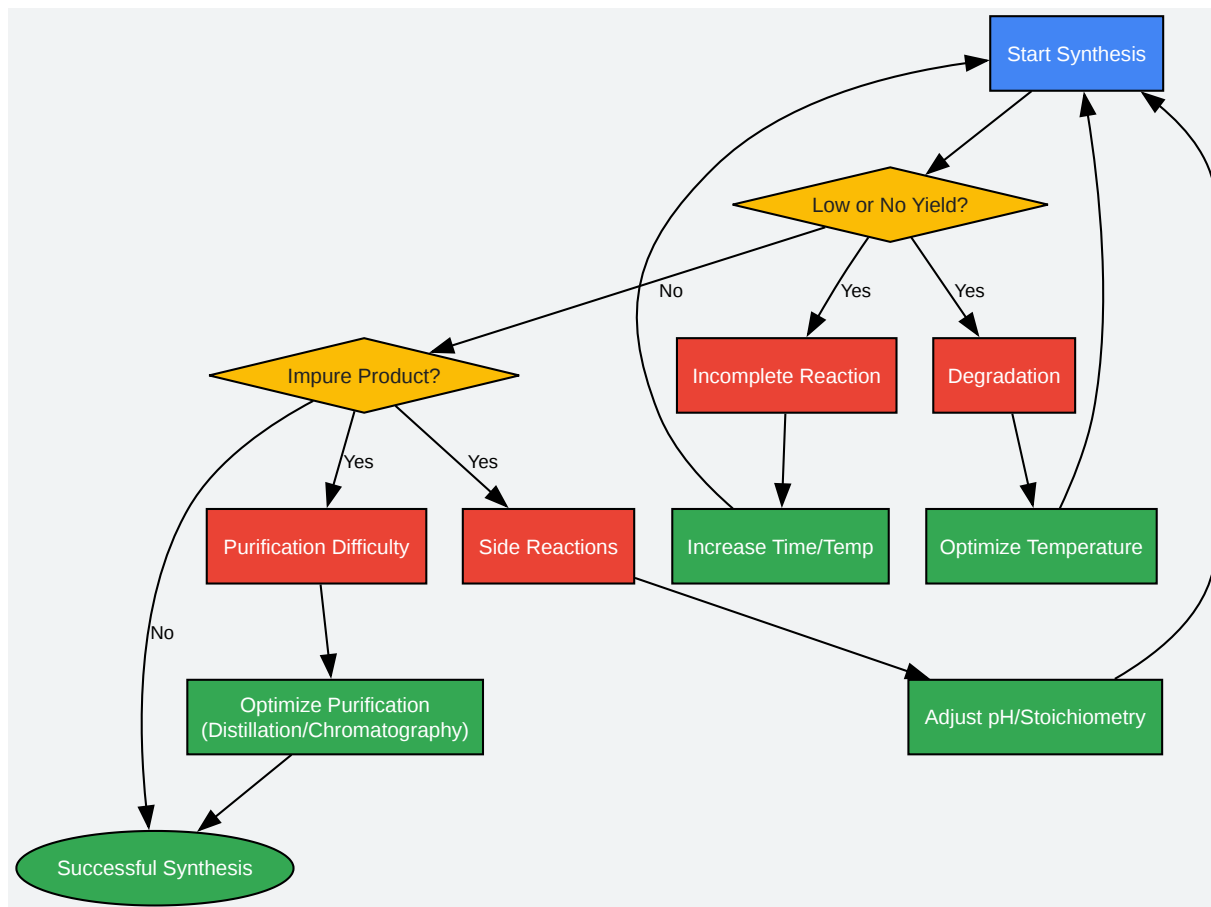 Start Synthesis
Low or No Yield?
No
Yes
Yes
Impure Product?
Incomplete Reaction
Degradation
Yes
Yes
Purification Difficulty
Side Reactions
Increase Time/Temp
Optimize Temperature
No
Optimize Purification
(Distillation/Chromatography)
Adjust pH/Stoichiometry
Successful Synthesis